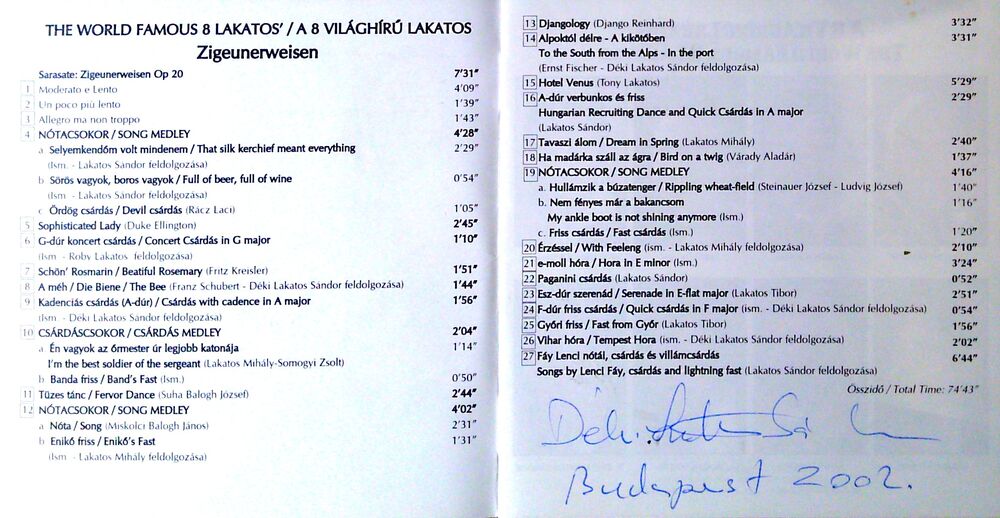 THE WORLD FAMOUS 8 LAKATOS' / A 8 VILÁGHÍRŰ LAKATOS
Zigeunerweisen
Sarasate: Zigeunerweisen Op 20 7'31"
1 Moderato e Lento 4'09"
2 Un poco più lento 1'39"
3 Allegro ma non troppo 1'43"
4 NÓTACSOKOR / SONG MEDLEY 4'28"
a Selyemkendőm volt mindenem / That silk kerchief meant everything 2'29"
(Ism. - Lakatos Sándor feldolgozása)
b Sörös vagyok, boros vagyok / Full of beer, full of wine 0'54"
(Ism - Lakatos Sándor feldolgozása)
c Ördög csárdás / Devil csárdás (Rácz Laci) 1'05"
5 Sophisticated Lady (Duke Ellington) 2'45"
6 G-dúr koncert csárdás / Concert Csárdás in G major 1'10"
(Ism - Roby Lakatos feldolgozása)
7 Schön' Rosmarin / Beatiful Rosemary (Fritz Kreisler) 1'51"
8 A méh / Die Biene / The Bee (Franz Schubert - Déki Lakatos Sándor feldolgozása) 1'44"
9 Kadenciás csárdás (A-dúr) / Csárdás with cadence in A major 1'56"
(Ism. - Déki Lakatos Sándor feldolgozása)
10 CSÁRDÁSCSOKOR / CSÁRDÁS MEDLEY 2'04"
a Én vagyok az őrmester úr legjobb katonája 1'14"
I'm the best soldier of the sergeant (Lakatos Mihály-Somogyi Zsolt)
b Banda friss / Band's Fast (Ism.) 0'50"
11 Tüzes tánc / Fervor Dance (Suha Balogh József) 2'44"
12 NÓTACSOKOR / SONG MEDLEY 4'02"
a Nóta / Song (Miskolci Balogh János) 2'31"
b Enikő friss / Enikő's Fast 1'31"
(Ism - Lakatos Mihály feldolgozása)
13 Djangology (Django Reinhard) 3'32"
14 Alpoktól délre - A kikötőben 3'31"
To the South from the Alps - In the port
(Ernst Fischer - Déki Lakatos Sándor feldolgozása)
15 Hotel Venus (Tony Lakatos) 5'29"
16 A-dúr verbunkos és friss 2'29"
Hungarian Recruiting Dance and Quick Csárdás in A major
(Lakatos Sándor)
17 Tavaszi álom / Dream in Spring (Lakatos Mihály) 2'40"
18 Ha madárka száll az ágra / Bird on a twig (Várady Aladár) 1'37"
19 NÓTACSOKOR / SONG MEDLEY 4'16"
a. Hullámzik a búzatenger / Rippling wheat-field (Steinauer József - Ludvig József) 1'40"
b. Nem fényes már a bakancsom 1'16"
My ankle boot is not shining anymore (Ism.)
c. Friss csárdás / Fast csárdás (Ism.) 1'20"
20 Érzéssel / With Feeleng (ism. - Lakatos Mihály feldolgozása) 2'10"
21 e-moll hóra / Hora in E minor (Ism.) 3'24"
22 Paganini csárdás (Lakatos Sándor) 0'52"
23 Esz-dúr szerenád / Serenade in E-flat major (Lakatos Tibor) 2'51"
24 F-dúr friss csárdás / Quick csárdás in F major (ism. - Déki Lakatos Sándor feldolgozása) 0'54"
25 Győri friss / Fast from Győr (Lakatos Tibor) 1'56"
26 Vihar hóra / Tempest Hora (ism. - Déki Lakatos Sándor feldolgozása) 2'02"
27 Fáy Lenci nótái, csárdás és villámcsárdás 6'44"
Songs by Lenci Fáy, csárdás and lightning fast (Lakatos Sándor)
Összidő / Total Time: 74'43"
Budapest 2002.